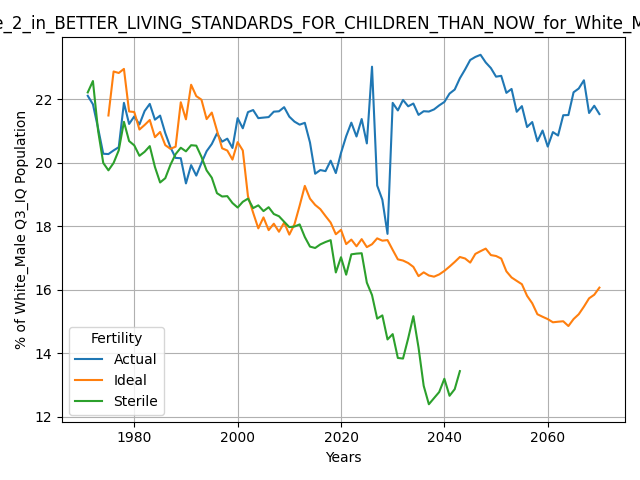 e_2_in_BETTER_LIVING_STANDARDS_FOR_CHILDREN_THAN_NOW_for_White_M
% of White_Male Q3_IQ Population
22
20
18
16
14
12
Fertility
Actual
Ideal
Sterile
1980 2000 2020 2040 2060
Years